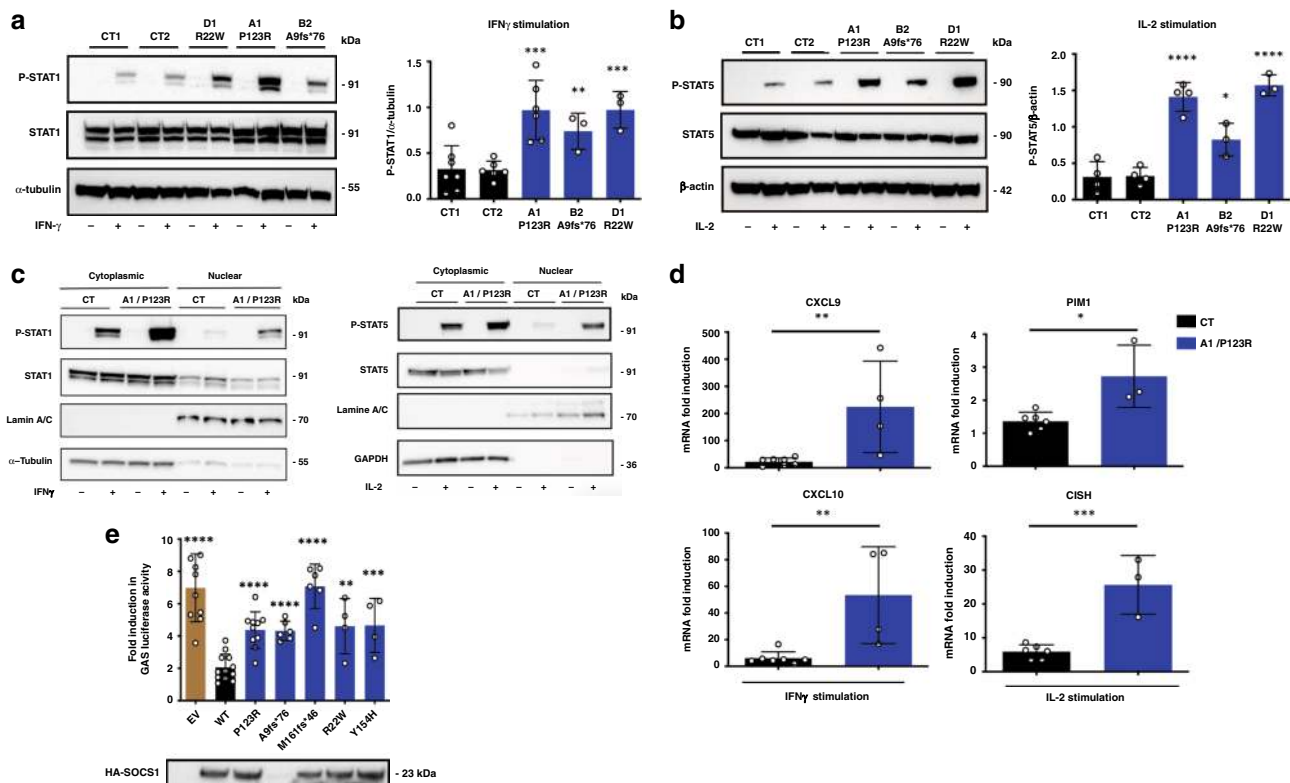 a
CT1 CT2 D1 R22W A1 P123R B2 A9fs*76 kDa
P-STAT1 - 91
STAT1 - 91
α-tubulin - 55
IFN-γ – + – + – + – + – +
IFNγ stimulation
P-STAT1/α-tubulin
1.5
1.0
0.5
0.0
*** ** ***
CT1 CT2 A1 P123R B2 A9fs*76 D1 R22W
b
CT1 CT2 A1 P123R B2 A9fs*76 D1 R22W kDa
P-STAT5 - 90
STAT5 - 90
β-actin - 42
IL-2 – + – + – + – + – +
IL-2 stimulation
P-STAT5/β-actin
2.0
1.5
1.0
0.5
0.0
**** * ****
CT1 CT2 A1 P123R B2 A9fs*76 D1 R22W
c
Cytoplasmic Nuclear
CT A1 / P123R CT A1 / P123R kDa
P-STAT1 - 91
STAT1 - 91
Lamin A/C - 70
α–Tubulin - 55
IFNγ – + – + – + – +
Cytoplasmic Nuclear
CT A1 / P123R CT A1 / P123R kDa
P-STAT5 - 91
STAT5 - 91
Lamine A/C - 70
GAPDH - 36
IL-2 – + – + – + – +
d
CXCL9
**
mRNA fold induction
500
400
300
200
100
0
PIM1
*
mRNA fold induction
4
3
2
1
0
CT
A1 /P123R
CXCL10
**
mRNA fold induction
100
80
60
40
20
0
IFNγ stimulation
CISH
***
mRNA fold induction
40
30
20
10
0
IL-2 stimulation
e
Fold induction in
GAS luciferase acivity
10
8
6
4
2
0
**** **** **** **** ** ***
EV WT P123R A9fs*76 M161fs*46 R22W Y154H
HA-SOCS1 - 23 kDa